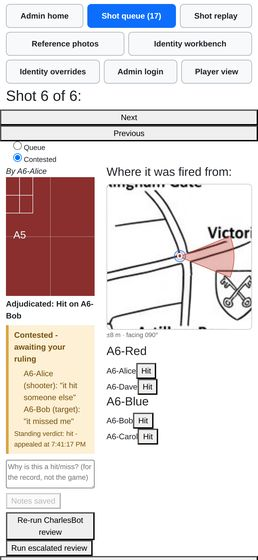 Admin home
Shot queue (17)
Shot replay
Reference photos
Identity workbench
Identity overrides
Admin login
Player view
Shot 6 of 6:
Next
Previous
Queue
Contested
By A6-Alice
A5
Adjudicated: Hit on A6-
Bob
Contested -
awaiting your
ruling
A6-Alice
(shooter): "it hit
someone else"
A6-Bob (target):
"it missed me"
Standing verdict: hit -
appealed at 7:41:17 PM
Why is this a hit/miss? (for
the record, not the game)
Notes saved
Re-run CharlesBot
review
Run escalated review
Where it was fired from:
Victori
±8 m · facing 090°
A6-Red
A6-Alice Hit
A6-Dave Hit
A6-Blue
A6-Bob Hit
A6-Carol Hit